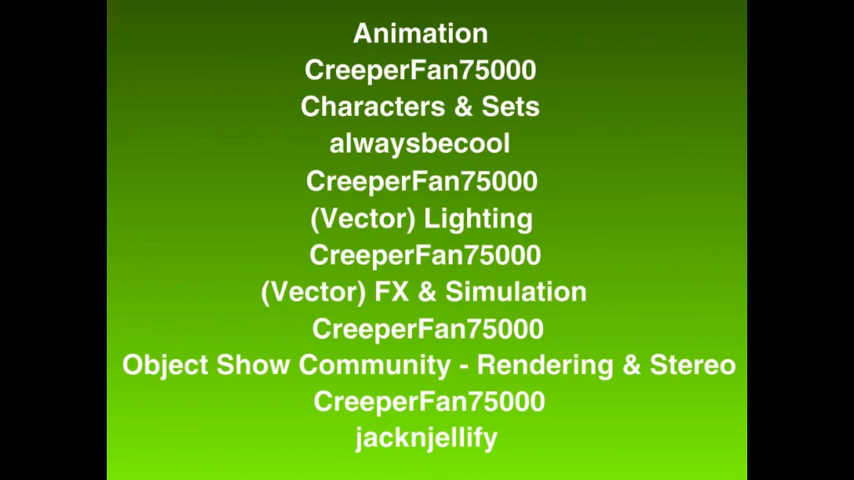 Animation
CreeperFan75000
Characters & Sets
alwaysbecool
CreeperFan75000
(Vector) Lighting
CreeperFan75000
(Vector) FX & Simulation
CreeperFan75000
Object Show Community - Rendering & Stereo
CreeperFan75000
jacknjellify